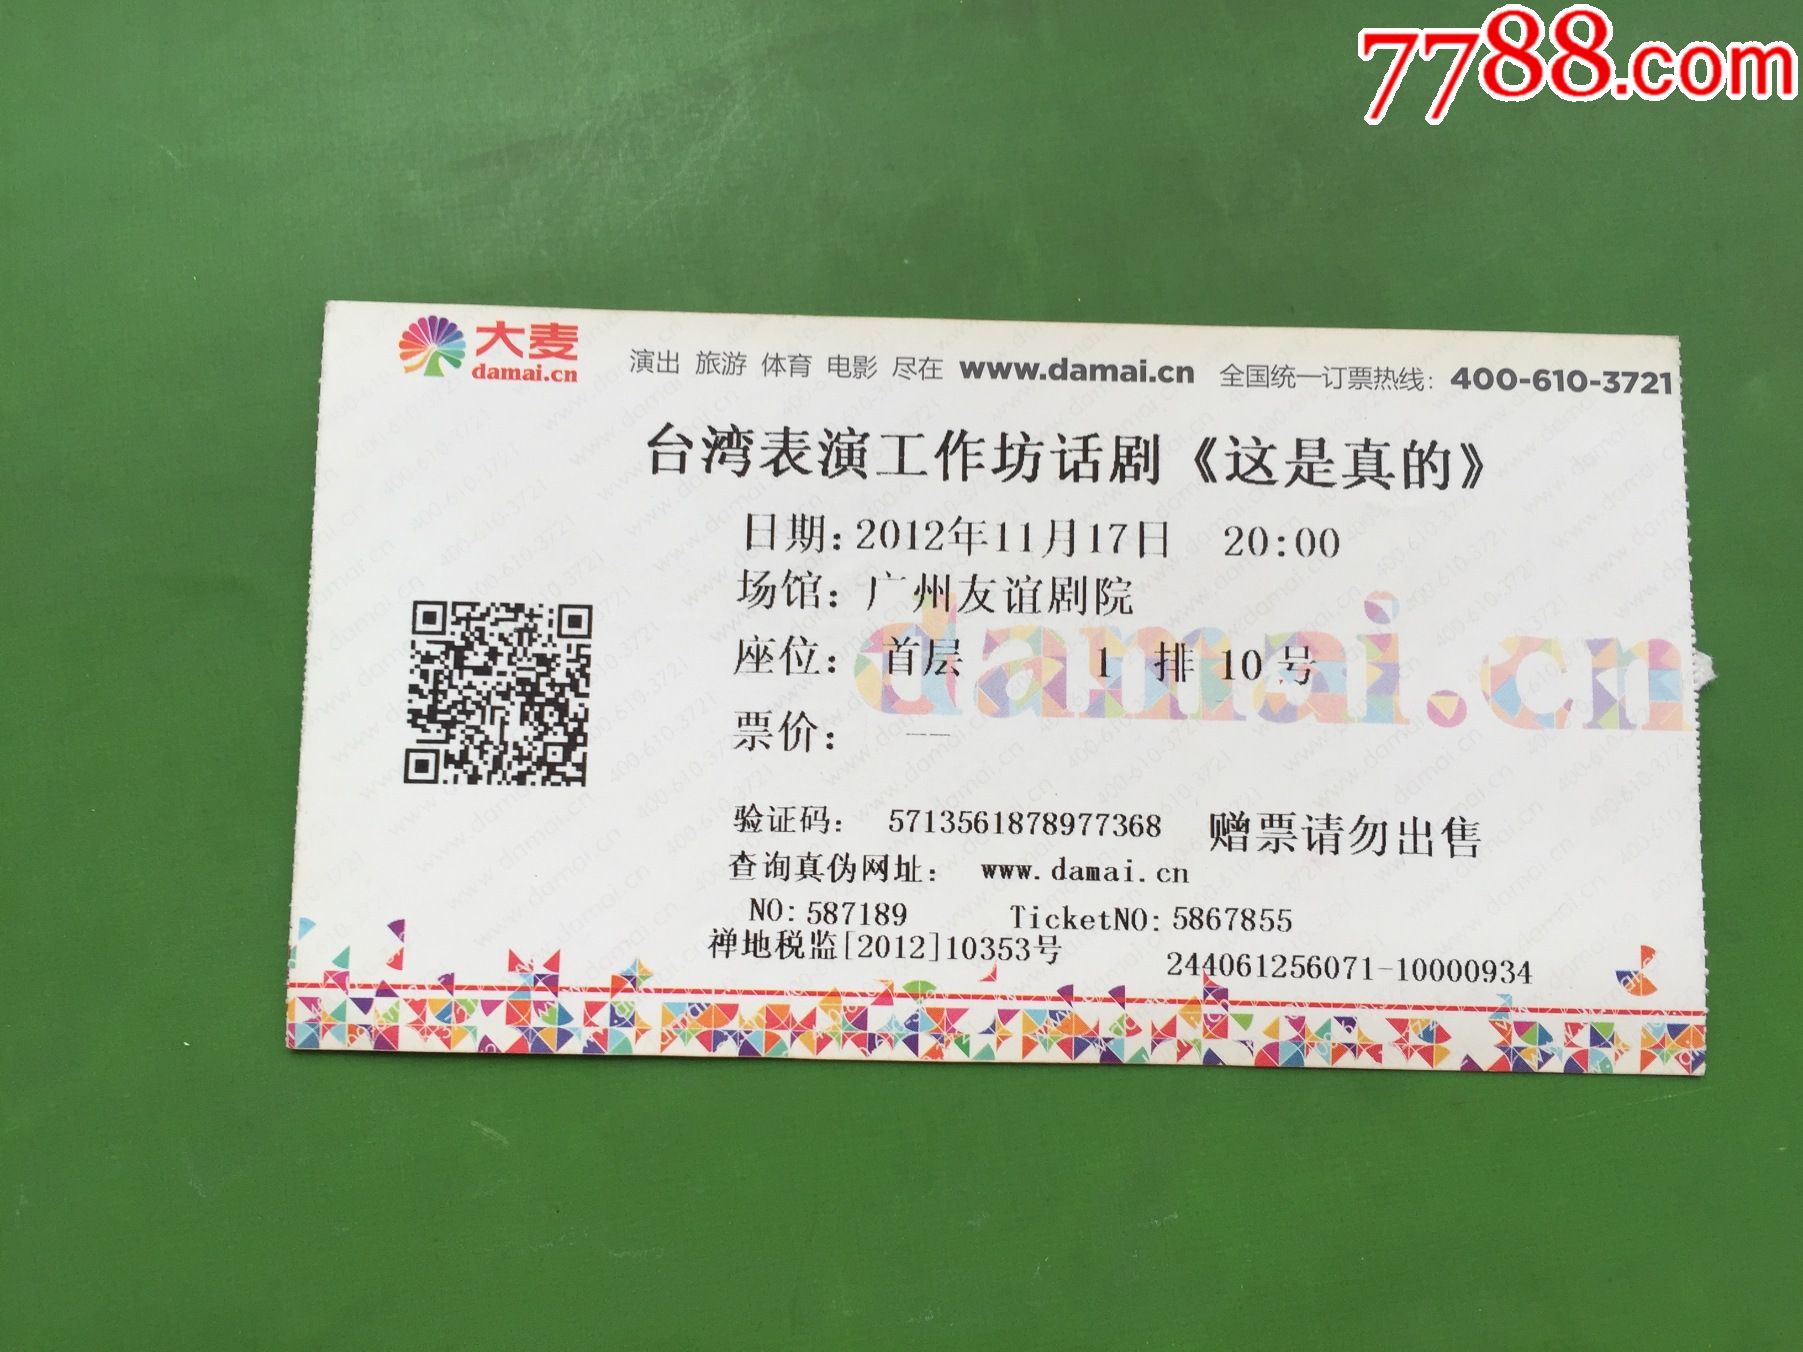 7788.com
大麦
damai.cn
演出 旅游 体育 电影 尽在 www.damai.cn 全国统一订票热线：400-610-3721
台湾表演工作坊话剧《这是真的》
日期：2012年11月17日 20:00
场馆：广州友谊剧院
座位：首层 1 排 10 号
damai.cn
票价： ——
验证码： 5713561878977368 赠票请勿出售
查询真伪网址： www.damai.cn
NO: 587189 TicketNO: 5867855
禅地税监[2012]10353号
244061256071-10000934